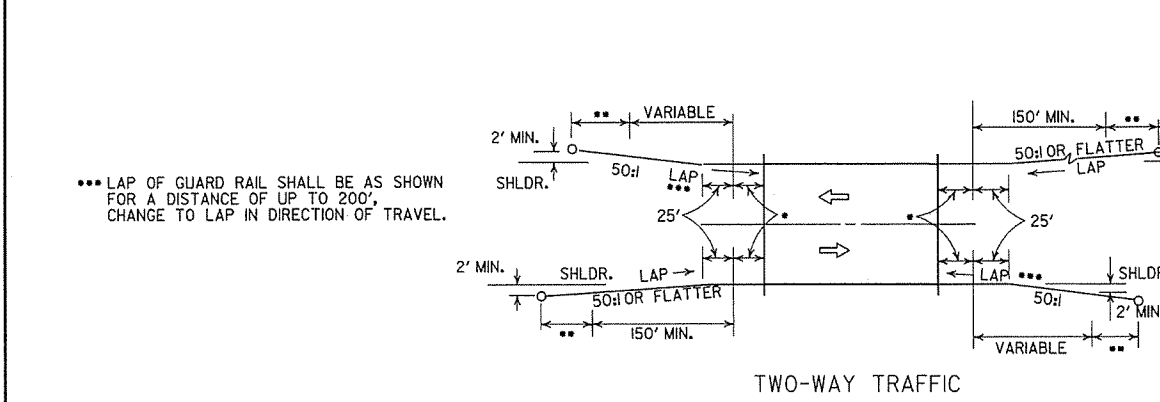 VARIABLE
150' MIN.
2' MIN.
**
**
SHLDR.
50:1
LAP
***
50:1 OR FLATTER
LAP
*** LAP OF GUARD RAIL SHALL BE AS SHOWN
FOR A DISTANCE OF UP TO 200',
CHANGE TO LAP IN DIRECTION OF TRAVEL.
25'
*
*
25'
2' MIN.
SHLDR.
LAP
LAP ***
SHLDR
50:1 OR FLATTER
50:1
2' MIN
**
150' MIN.
VARIABLE
**
TWO-WAY TRAFFIC